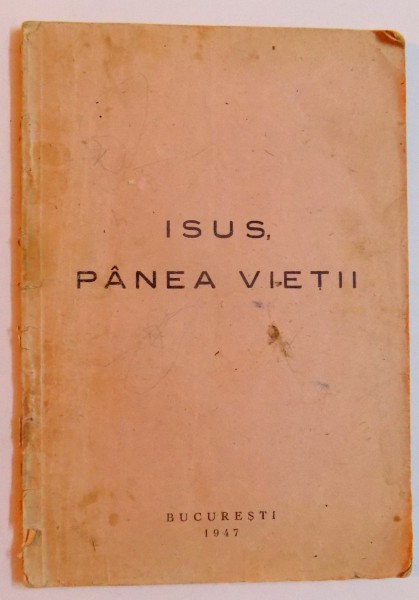 ISUS,
PÂNEA VIEȚII
BUCUREȘTI
1947